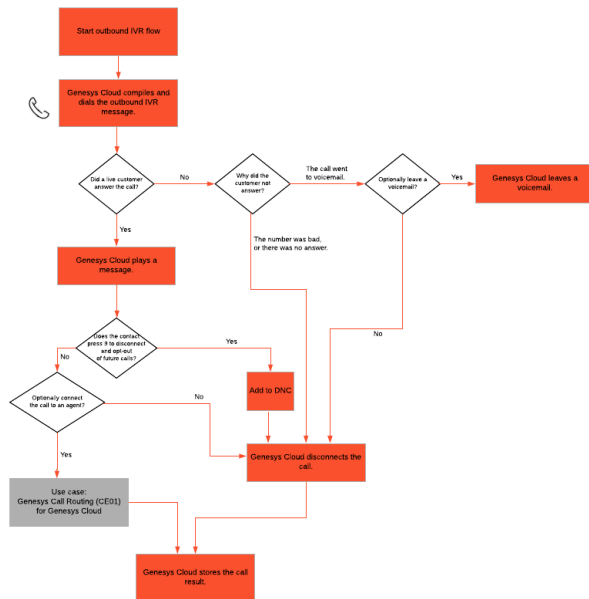 Start outbound IVR flow
Genesys Cloud compiles and
dials the outbound IVR
message.
Did a live customer
answer the call?
No
Why did the
customer not
answer?
The call went
to voicemail.
Optionally leave a
voicemail?
Yes
Genesys Cloud leaves a
voicemail.
Yes
The number was bad,
or there was no answer.
Genesys Cloud plays a
message.
No
Does the contact
press 9 to disconnect
and opt-out
of future calls?
Yes
No
Add to DNC
Optionally connect
the call to an agent?
No
Genesys Cloud disconnects the
call.
Yes
Use case:
Genesys Call Routing (CE01)
for Genesys Cloud
Genesys Cloud stores the call
result.